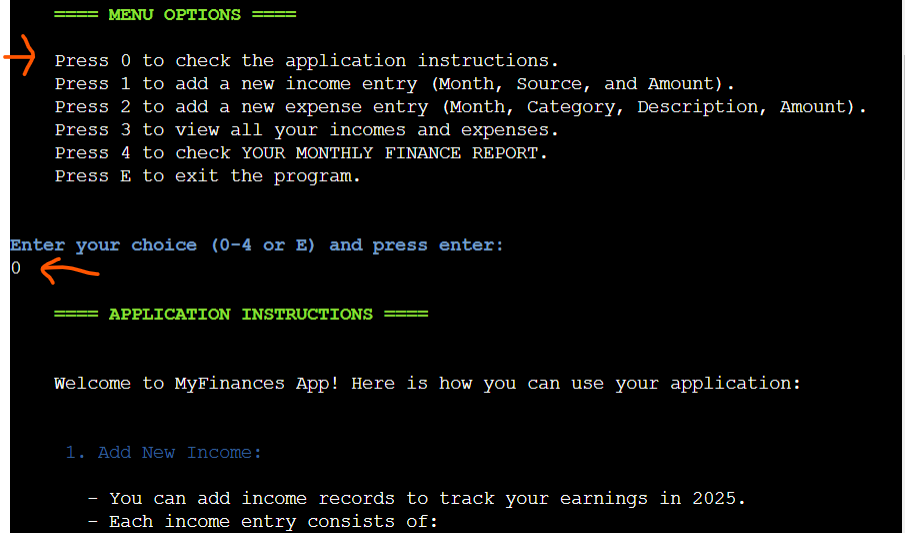 ==== MENU OPTIONS ====
Press 0 to check the application instructions.
Press 1 to add a new income entry (Month, Source, and Amount).
Press 2 to add a new expense entry (Month, Category, Description, Amount).
Press 3 to view all your incomes and expenses.
Press 4 to check YOUR MONTHLY FINANCE REPORT.
Press E to exit the program.
Enter your choice (0-4 or E) and press enter:
0
==== APPLICATION INSTRUCTIONS ====
Welcome to MyFinances App! Here is how you can use your application:
1. Add New Income:
- You can add income records to track your earnings in 2025.
- Each income entry consists of: